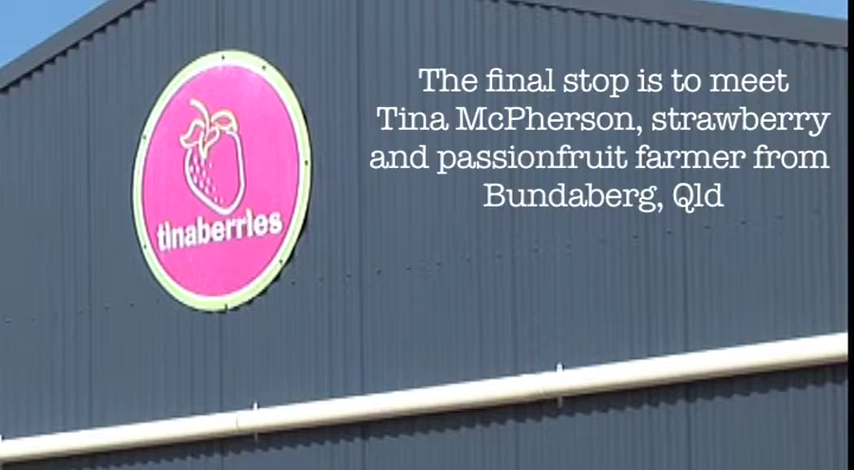 The final stop is to meet
Tina McPherson, strawberry
and passionfruit farmer from
Bundaberg, Qld
tinaberries